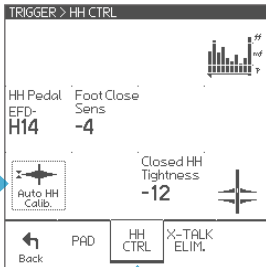 TRIGGER > HH CTRL
ff
mf
p
HH Pedal
EFD-
H14
Foot Close
Sens
-4
Auto HH
Calib.
Closed HH
Tightness
-12
Back
PAD
HH
CTRL
X-TALK
ELIM.